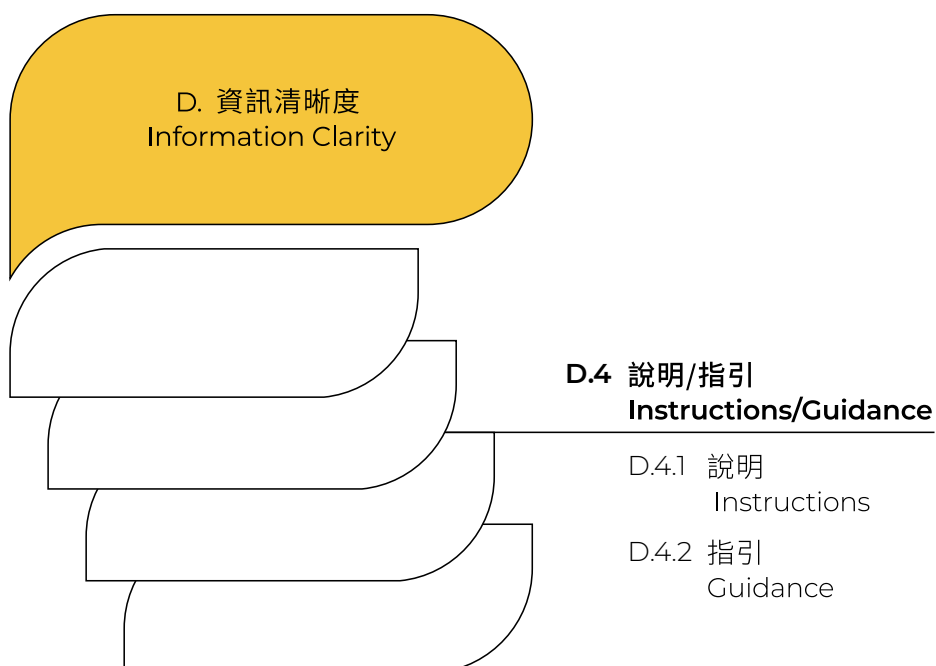 D. 資訊清晰度
Information Clarity
D.4 說明/指引
Instructions/Guidance
D.4.1 說明
Instructions
D.4.2 指引
Guidance